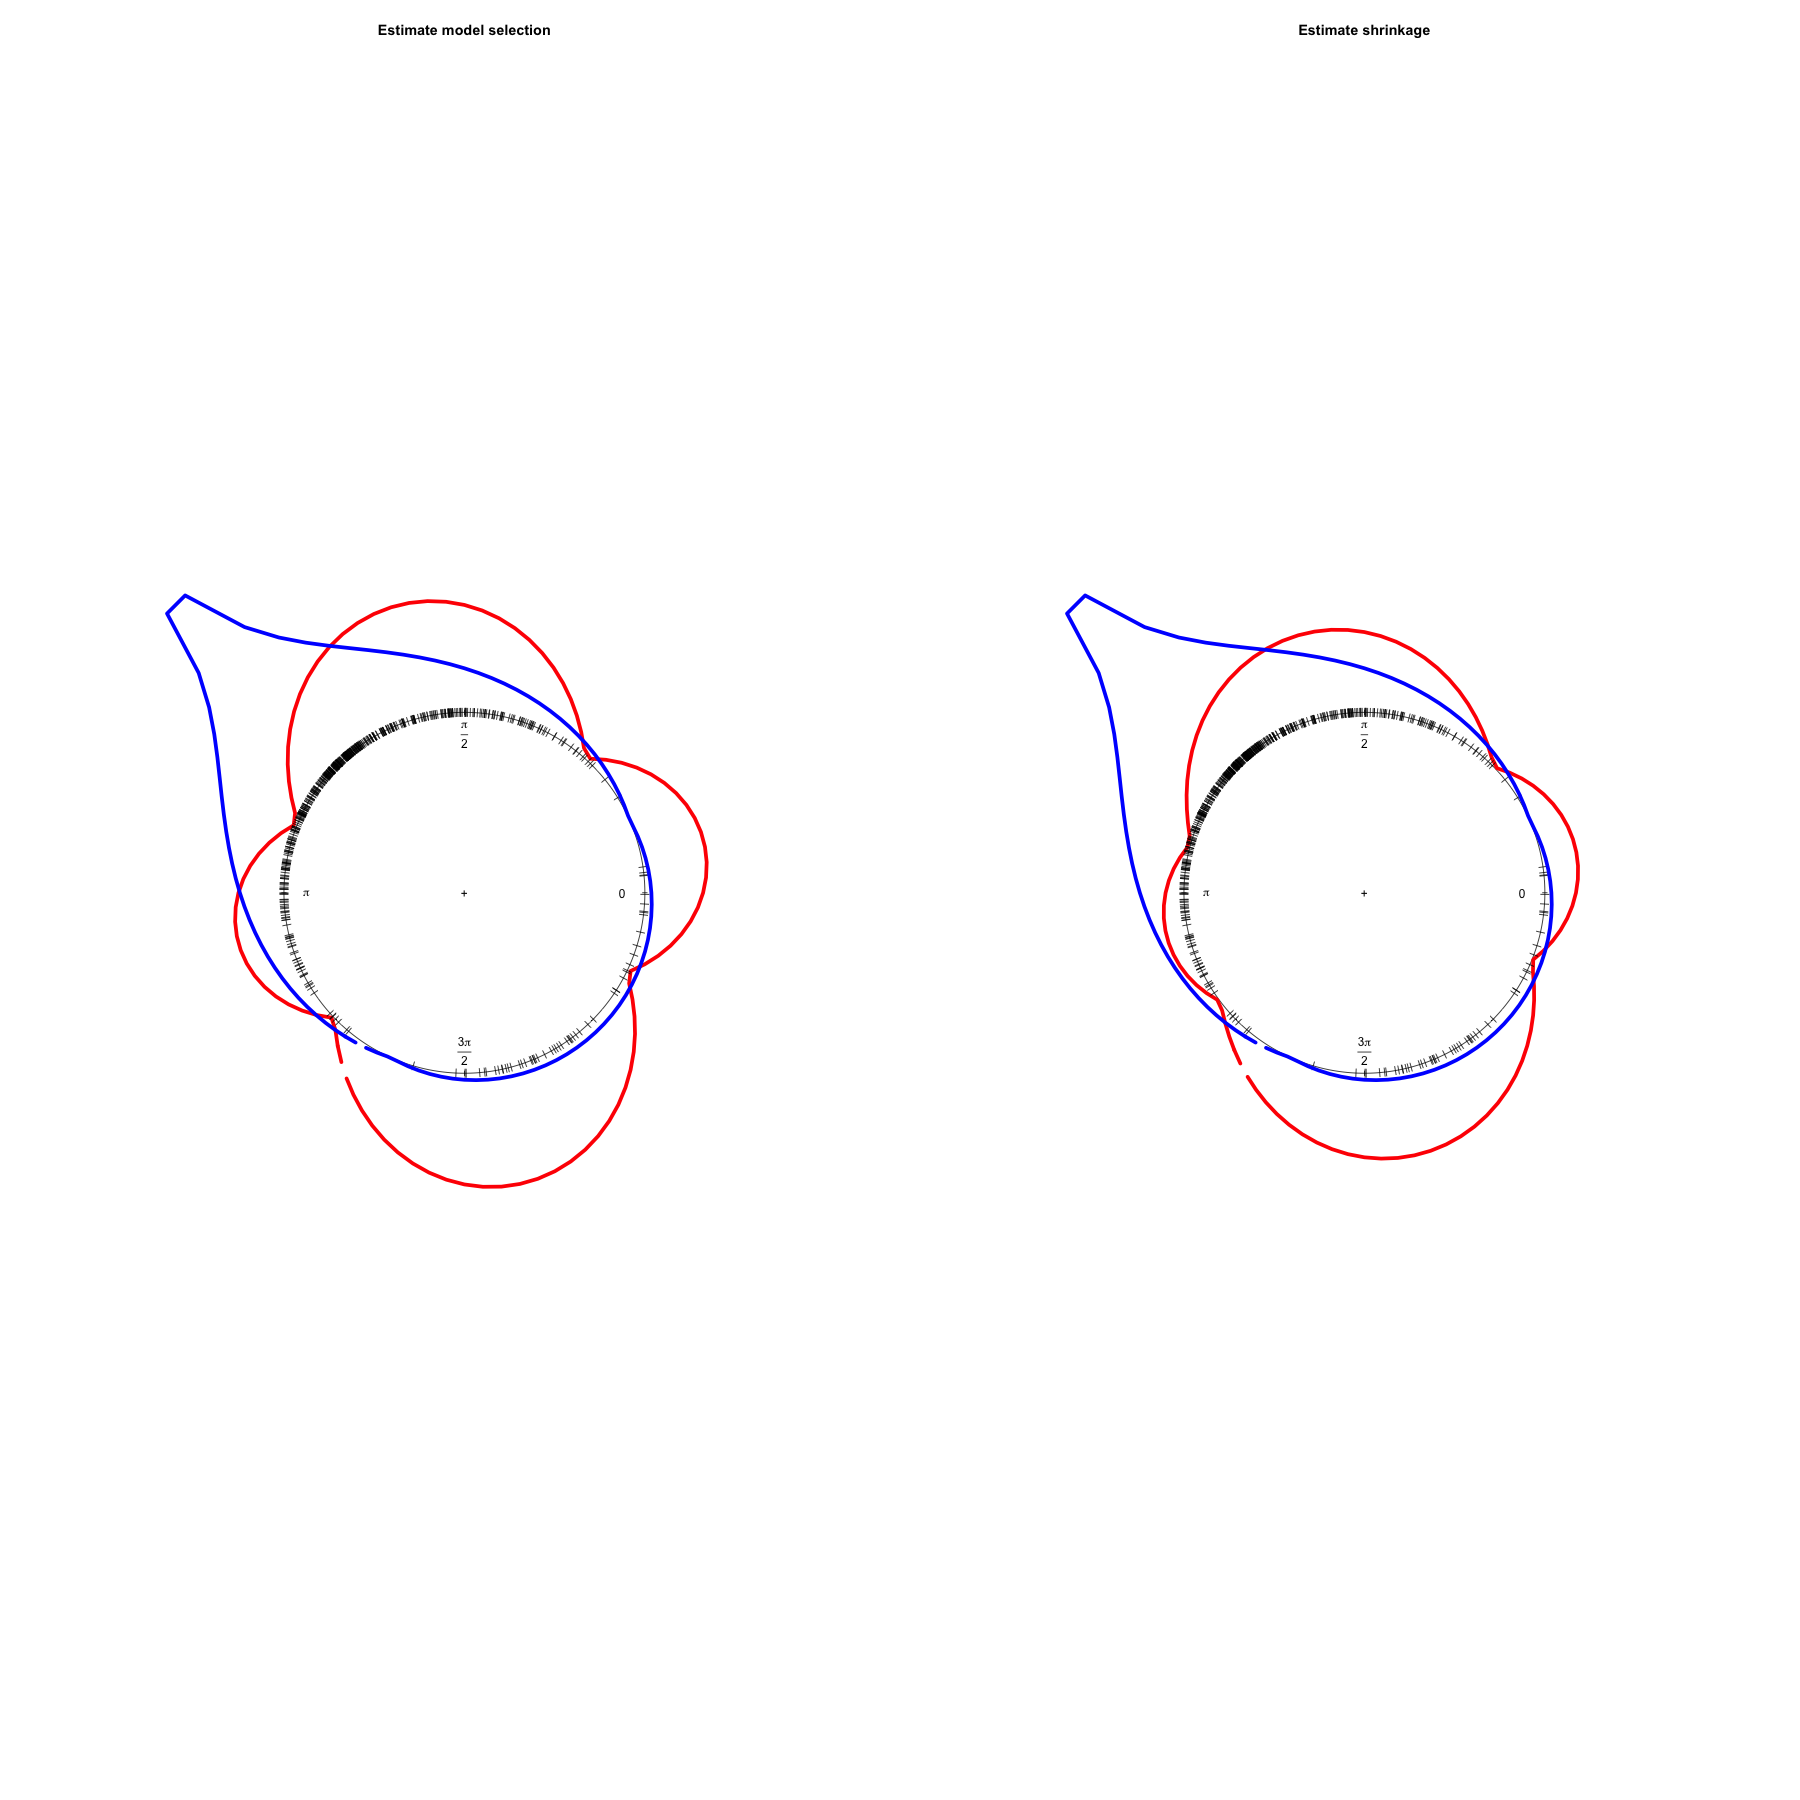 Estimate model selection
Estimate shrinkage
π
2
π
+
0
3π
2
π
2
π
+
0
3π
2